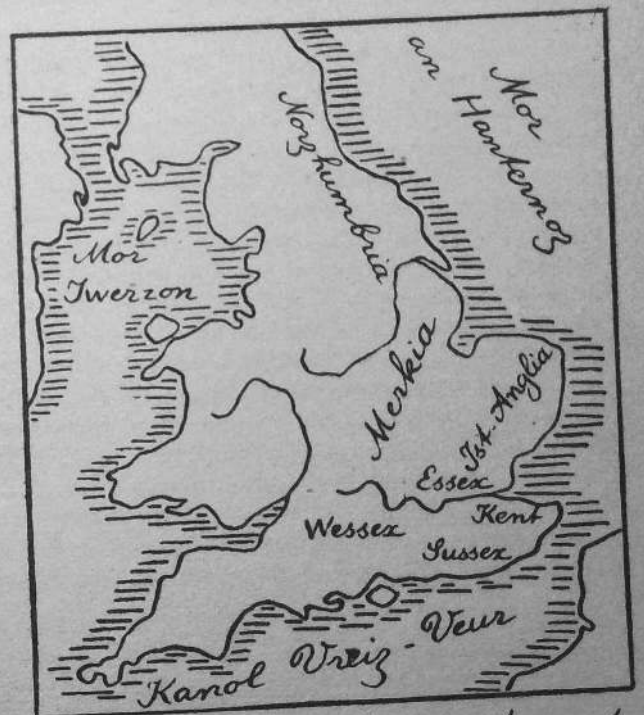 an Mor
Hanternoz
Norzhumbria
Mor
Iwerzon
Merkia
Ist-Anglia
Essex
Kent
Wessex
Sussex
Kanol Vreiz-Veur